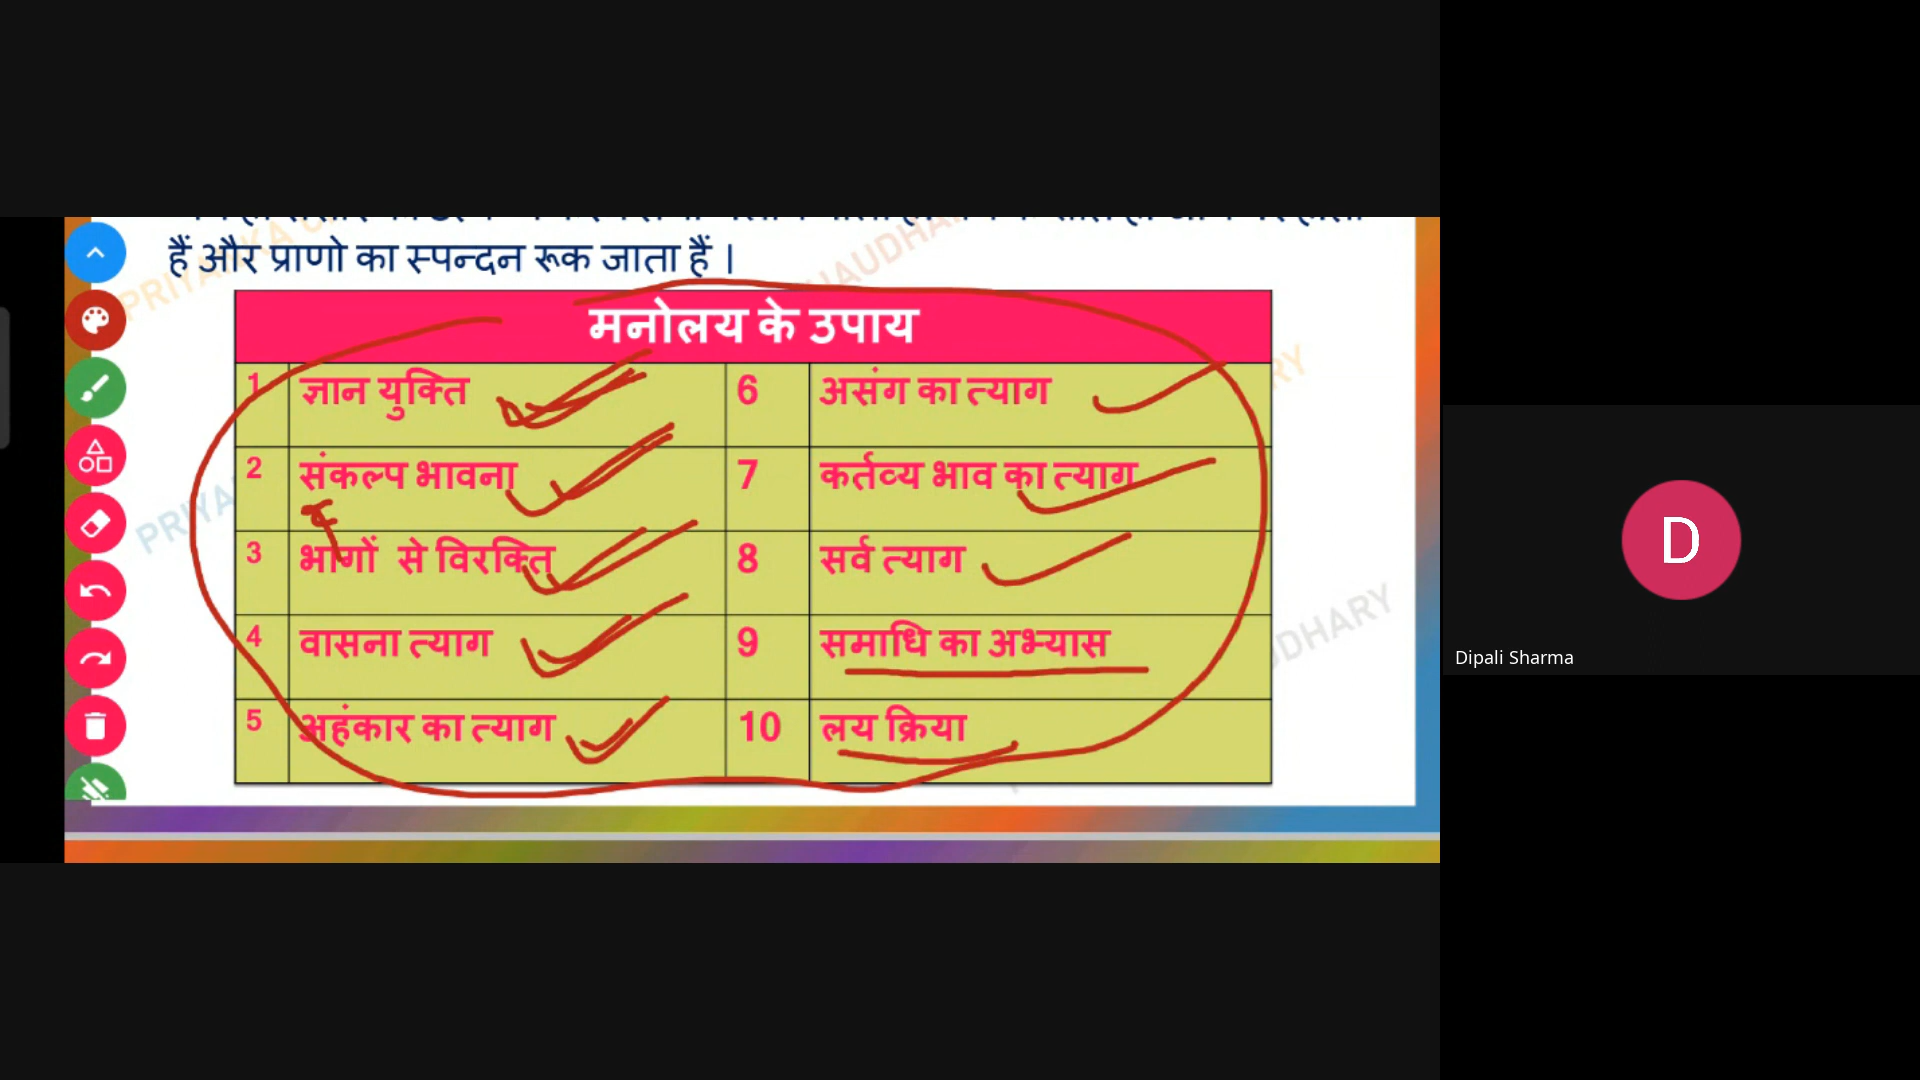 हैं और प्राणो का स्पन्दन रूक जाता हैं।
मनोलय के उपाय
1 ज्ञान युक्ति 6 असंग का त्याग
2 संकल्प भावना 7 कर्तव्य भाव का त्याग
3 भागों से विरक्ति 8 सर्व त्याग
4 वासना त्याग 9 समाधि का अभ्यास
5 अहंकार का त्याग 10 लय क्रिया
D
Dipali Sharma